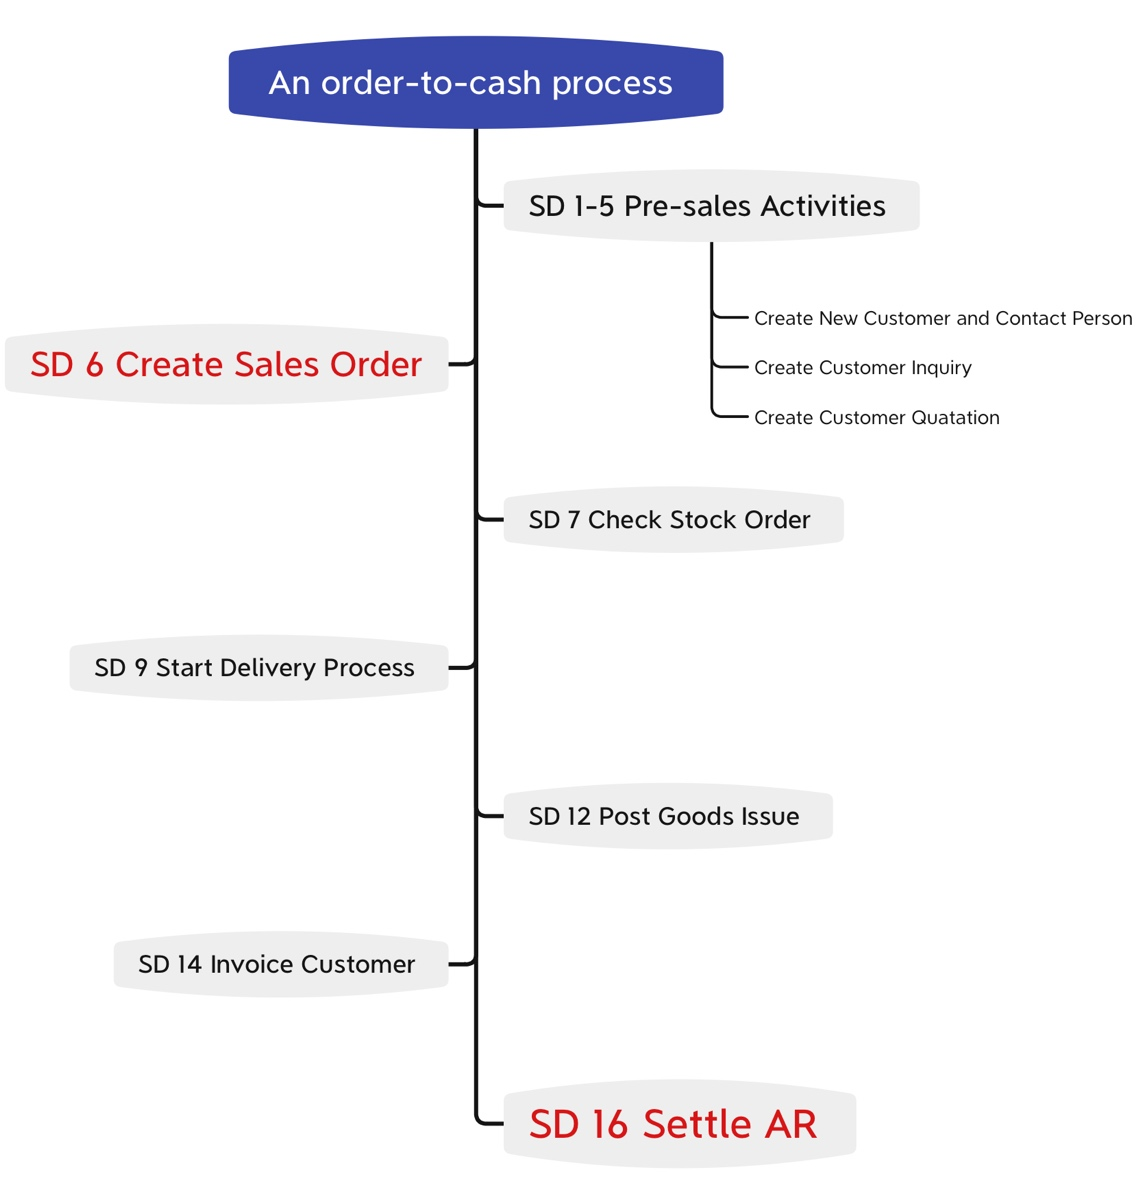 An order-to-cash process
SD 1-5 Pre-sales Activities
Create New Customer and Contact Person
Create Customer Inquiry
Create Customer Quatation
SD 6 Create Sales Order
SD 7 Check Stock Order
SD 9 Start Delivery Process
SD 12 Post Goods Issue
SD 14 Invoice Customer
SD 16 Settle AR